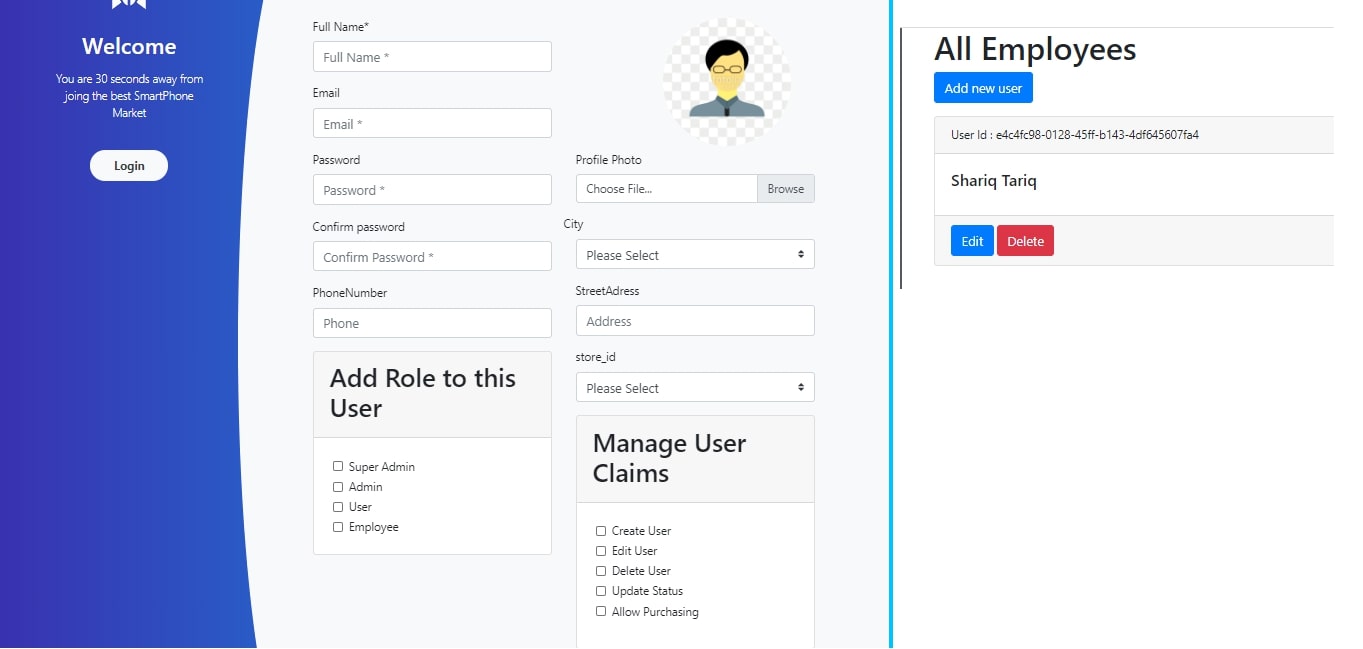 Welcome
You are 30 seconds away from
joing the best SmartPhone
Market
Login
Full Name*
Full Name *
Email
Email *
Password
Password *
Confirm password
Confirm Password *
PhoneNumber
Phone
Add Role to this
User
Super Admin
Admin
User
Employee
Profile Photo
Choose File...
Browse
City
Please Select
StreetAdress
Address
store_id
Please Select
Manage User
Claims
Create User
Edit User
Delete User
Update Status
Allow Purchasing
All Employees
Add new user
User Id : e4c4fc98-0128-45ff-b143-4df645607fa4
Shariq Tariq
Edit
Delete